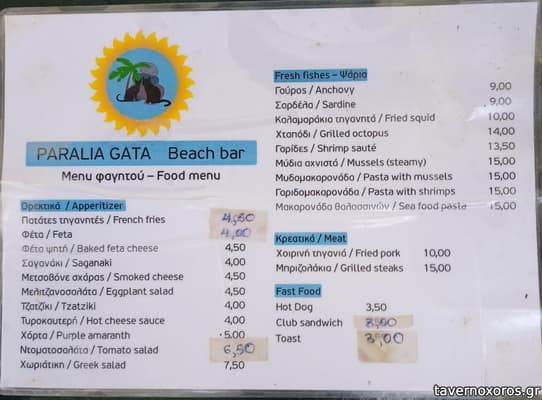 PARALIA GATA Beach bar
Menu φαγητού – Food menu
Ορεκτικά / Apperitizer
Πατάτες τηγανητές / French fries 4,50
Φέτα / Feta 4,00
Φέτα ψητή / Baked feta cheese 4,50
Σαγανάκι / Saganaki 4,00
Μετσοβόνε σχάρας / Smoked cheese 4,50
Μελιτζανοσαλάτα / Eggplant salad 4,50
Τζατζίκι / Tzatziki 4,00
Τυροκαυτερή / Hot cheese sauce 4,00
Χόρτα / Purple amaranth 5.00
Ντοματοσαλάτα / Tomato salad 6,50
Χωριάτικη / Greek salad 7,50
Fresh fishes – Ψάρια
Γαύρος / Anchovy 9,00
Σαρδέλα / Sardine 9,00
Καλαμαράκια τηγανητά / Fried squid 10,00
Χταπόδι / Grilled octopus 14,00
Γαρίδες / Shrimp sauté 13,50
Μύδια αχνιστά / Mussels (steamy) 15,00
Μυδομακαρονάδα / Pasta with mussels 15,00
Γαριδομακαρονάδα / Pasta with shrimps 15,00
Μακαρονάδα θαλασσινών / Sea food pasta 15,00
Κρεατικά / Meat
Χοιρινή τηγανιά / Fried pork 10,00
Μπριζολάκια / Grilled steaks 15,00
Fast Food
Hot Dog 3,50
Club sandwich 8,00
Toast 3,00
tavernoxoros.gr